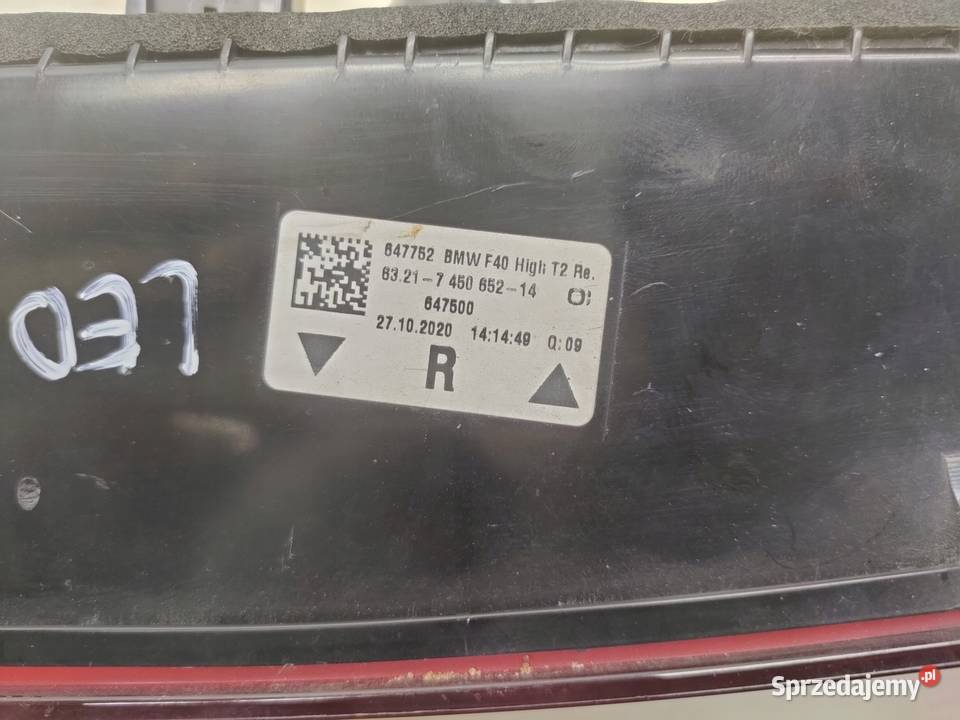 LED
647752 BMW F40 High T2 Re.
63.21-7 450 652-14
647500
27.10.2020 14:14:49 Q:09
R
Sprzedajemy.pl